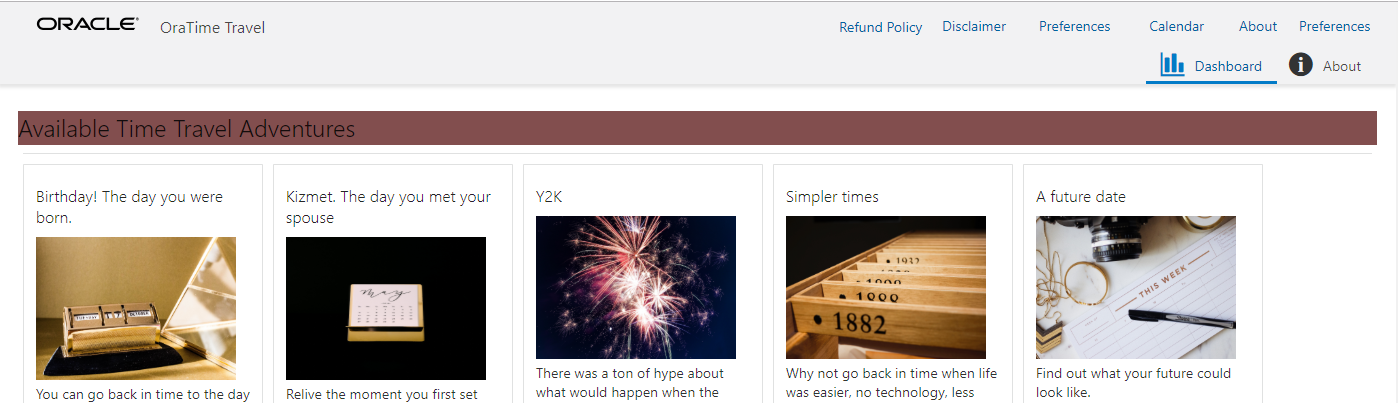 ORACLE® OraTime Travel Refund Policy Disclaimer Preferences Calendar About Preferences
Dashboard About
Available Time Travel Adventures
Birthday! The day you were
born.
TUESDAY 17 OCTOBER
You can go back in time to the day
Kizmet. The day you met your
spouse
may
Relive the moment you first set
Y2K
There was a ton of hype about
what would happen when the
Simpler times
1932
1888
1882
Why not go back in time when life
was easier, no technology, less
A future date
THIS WEEK
Find out what your future could
look like.